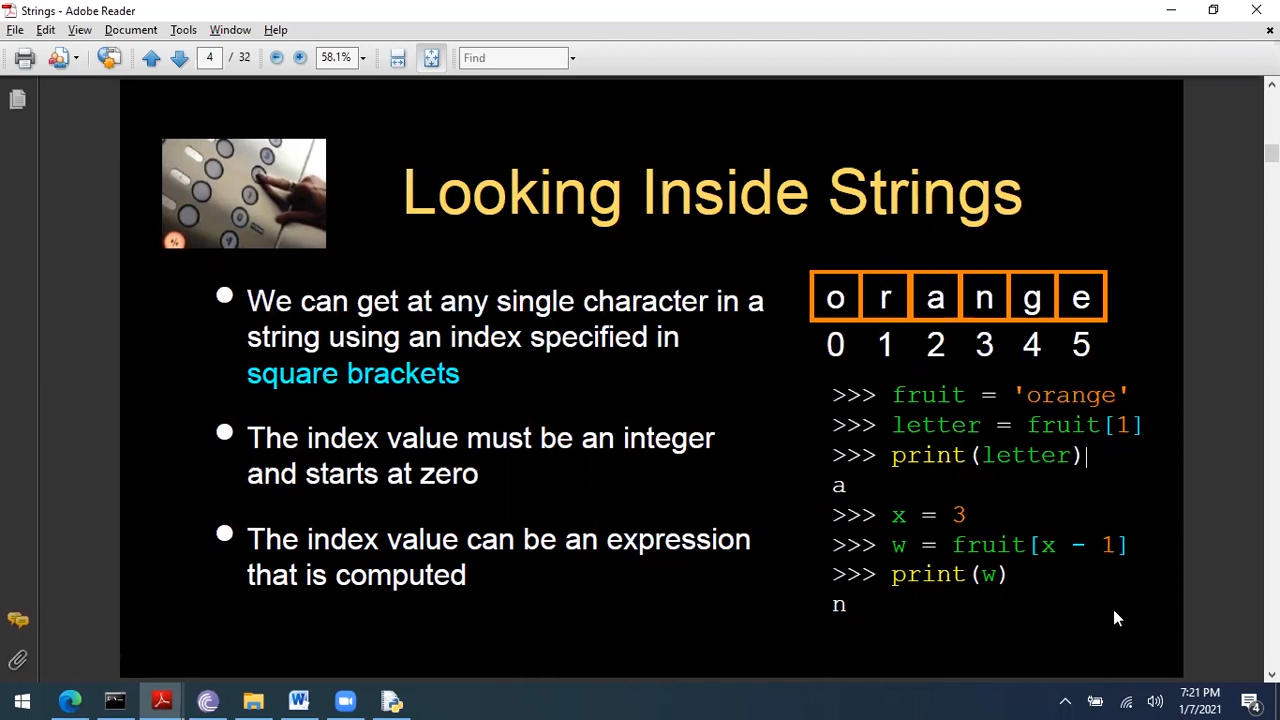 Strings - Adobe Reader
File Edit View Document Tools Window Help
4 / 32 58.1% Find
Looking Inside Strings
We can get at any single character in a
string using an index specified in
square brackets
The index value must be an integer
and starts at zero
The index value can be an expression
that is computed
o r a n g e
0 1 2 3 4 5
>>> fruit = 'orange'
>>> letter = fruit[1]
>>> print(letter)
a
>>> x = 3
>>> w = fruit[x - 1]
>>> print(w)
n
7:21 PM
1/7/2021
4